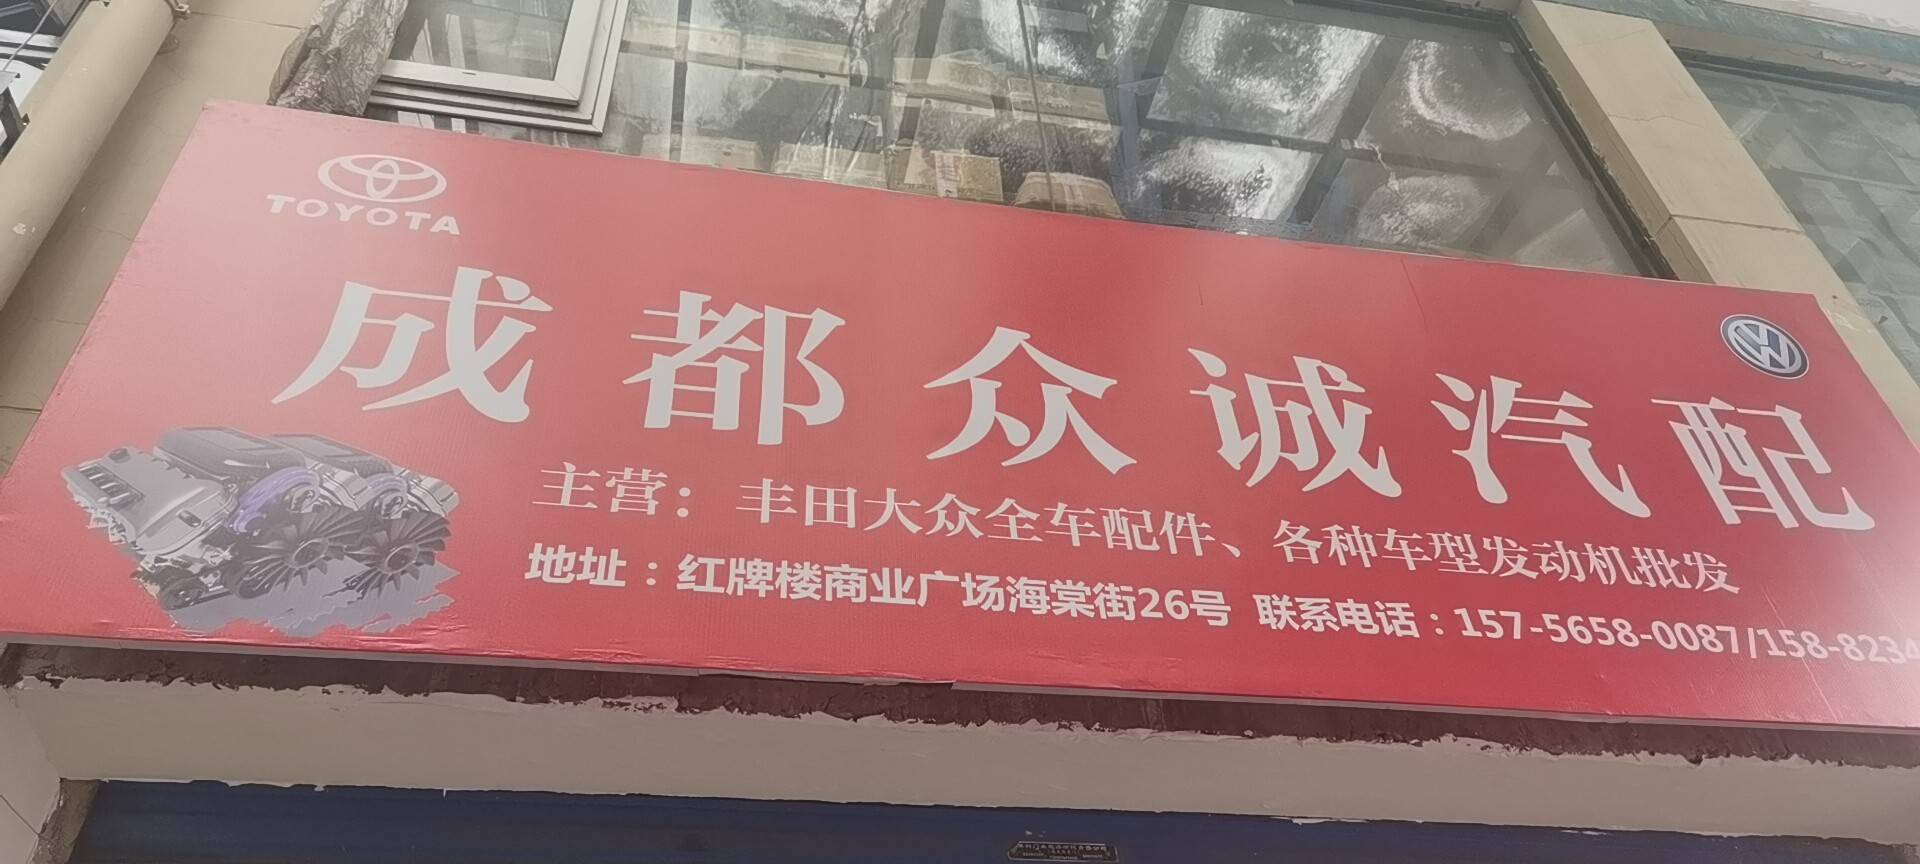 TOYOTA
成都众诚汽配
主营：丰田大众全车配件、各种车型发动机批发
地址：红牌楼商业广场海棠街26号 联系电话：157-5658-0087/158-8234